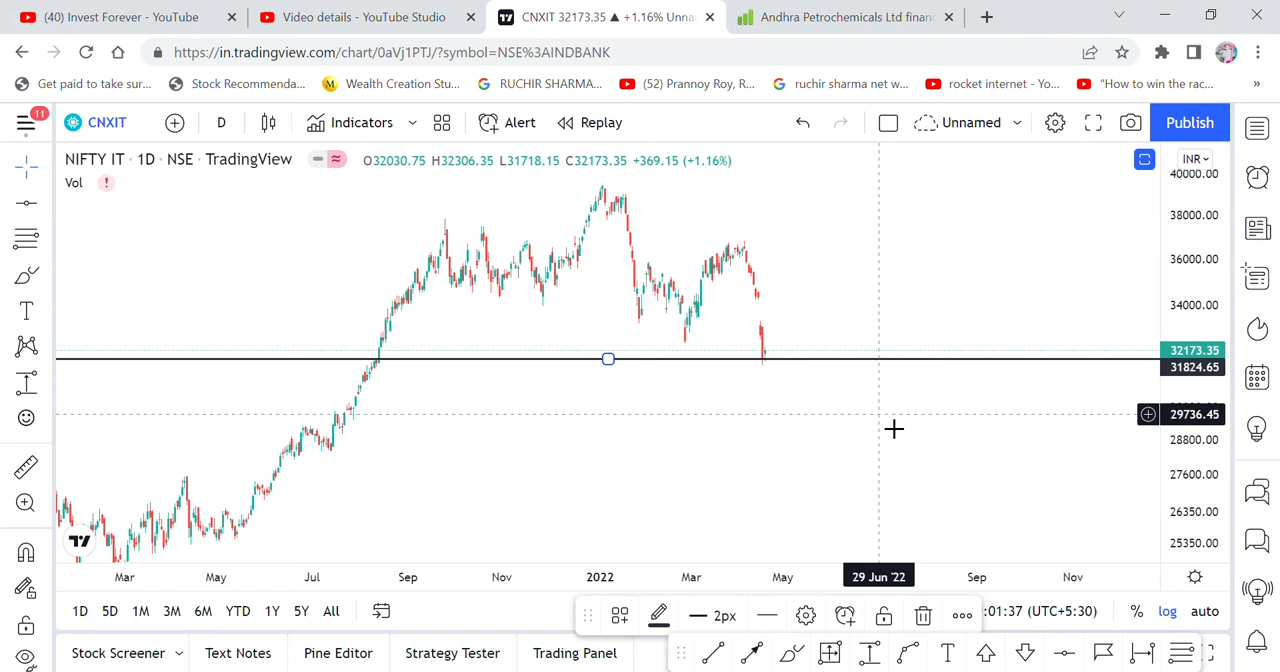 (40) Invest Forever - YouTube
Video details - YouTube Studio
CNXIT 32173.35 ▲ +1.16% Unna
Andhra Petrochemicals Ltd finan
https://in.tradingview.com/chart/0aVj1PTJ/?symbol=NSE%3AINDBANK
Get paid to take sur...
Stock Recommenda...
Wealth Creation Stu...
RUCHIR SHARMA...
(52) Prannoy Roy, R...
ruchir sharma net w...
rocket internet - Yo...
"How to win the rac...
»
11
CNXIT
D
Indicators
Alert
Replay
Unnamed
Publish
NIFTY IT · 1D · NSE · TradingView
O32030.75 H32306.35 L31718.15 C32173.35 +369.15 (+1.16%)
INR
Vol
!
40000.00
38000.00
36000.00
34000.00
32173.35
31824.65
29736.45
28800.00
27600.00
26350.00
25350.00
Mar
May
Jul
Sep
Nov
2022
Mar
May
29 Jun '22
Sep
Nov
1D 5D 1M 3M 6M YTD 1Y 5Y All
2px
:01:37 (UTC+5:30)
% log auto
Stock Screener
Text Notes
Pine Editor
Strategy Tester
Trading Panel